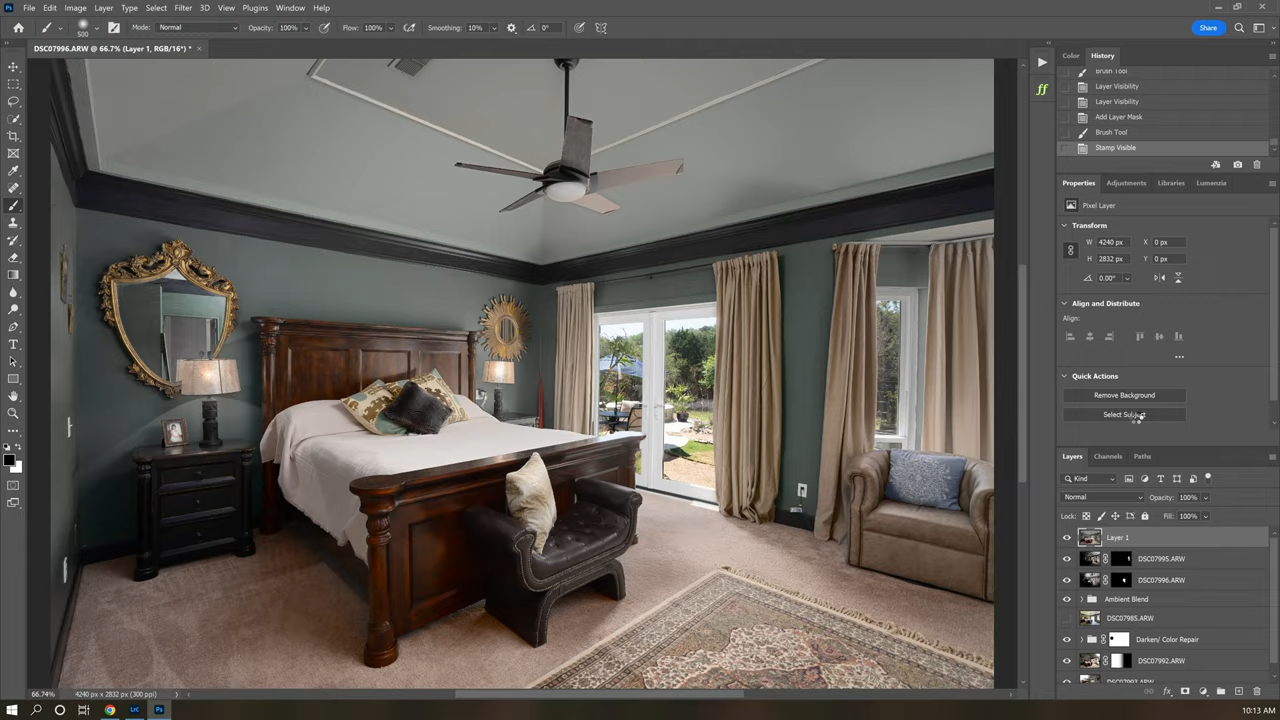 Ps File Edit Image Layer Type Select Filter 3D View Plugins Window Help
500 Mode: Normal Opacity: 100% Flow: 100% Smoothing: 10% 0° Share
DSC07996.ARW @ 66.7% (Layer 1, RGB/16*) * ×
Color History
Brush Tool
Layer Visibility
Layer Visibility
Add Layer Mask
Brush Tool
Stamp Visible
Properties Adjustments Libraries Lumenzia
Pixel Layer
Transform
W 4240 px X 0 px
H 2832 px Y 0 px
0.00°
Align and Distribute
Align:
Quick Actions
Remove Background
Select Subject
Layers Channels Paths
Kind
Normal Opacity: 100%
Lock: Fill: 100%
Layer 1
DSC07995.ARW
DSC07996.ARW
Ambient Blend
DSC07985.ARW
Darken/ Color Repair
DSC07992.ARW
66.74% 4240 px x 2832 px (300 ppi)
Lrc Ps 10:13 AM